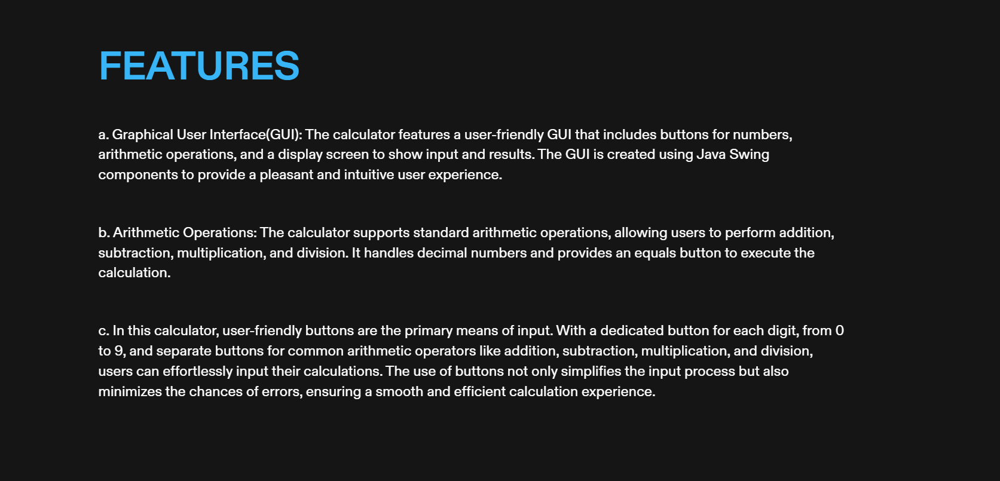 FEATURES
a. Graphical User Interface(GUI): The calculator features a user-friendly GUI that includes buttons for numbers,
arithmetic operations, and a display screen to show input and results. The GUI is created using Java Swing
components to provide a pleasant and intuitive user experience.
b. Arithmetic Operations: The calculator supports standard arithmetic operations, allowing users to perform addition,
subtraction, multiplication, and division. It handles decimal numbers and provides an equals button to execute the
calculation.
c. In this calculator, user-friendly buttons are the primary means of input. With a dedicated button for each digit, from 0
to 9, and separate buttons for common arithmetic operators like addition, subtraction, multiplication, and division,
users can effortlessly input their calculations. The use of buttons not only simplifies the input process but also
minimizes the chances of errors, ensuring a smooth and efficient calculation experience.